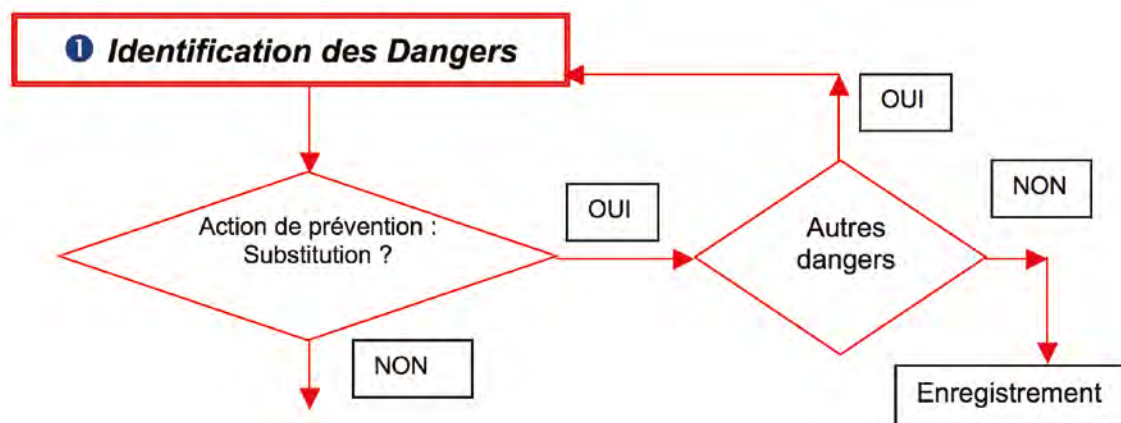 ❶ Identification des Dangers
OUI
NON
Action de prévention :
Substitution ?
OUI
Autres
dangers
NON
Enregistrement